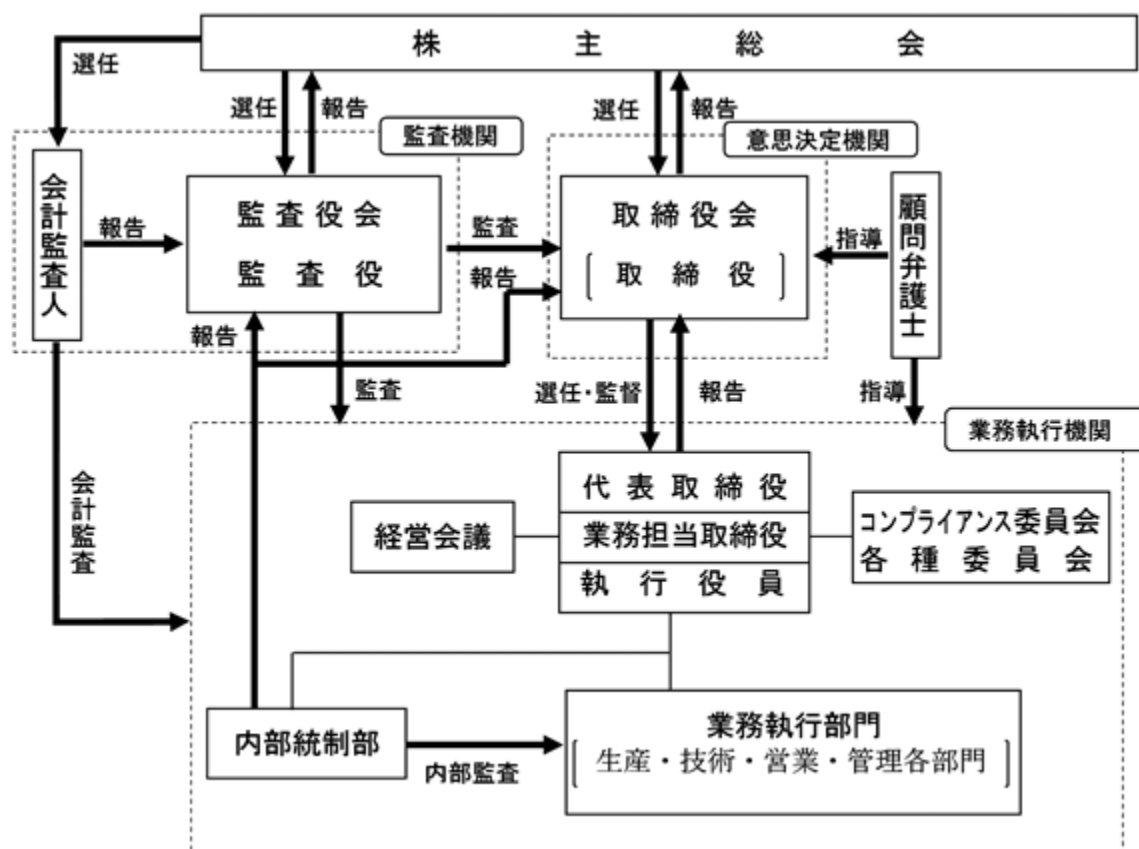 株主総会
選任
選任
報告
選任
報告
監査機関
意思決定機関
会計監査人
報告
監査役会
監査役
監査
報告
取締役会
〔取締役〕
指導
顧問弁護士
報告
監査
選任・監督
報告
指導
業務執行機関
会計監査
経営会議
代表取締役
業務担当取締役
執行役員
コンプライアンス委員会
各種委員会
内部統制部
内部監査
業務執行部門
〔生産・技術・営業・管理各部門〕